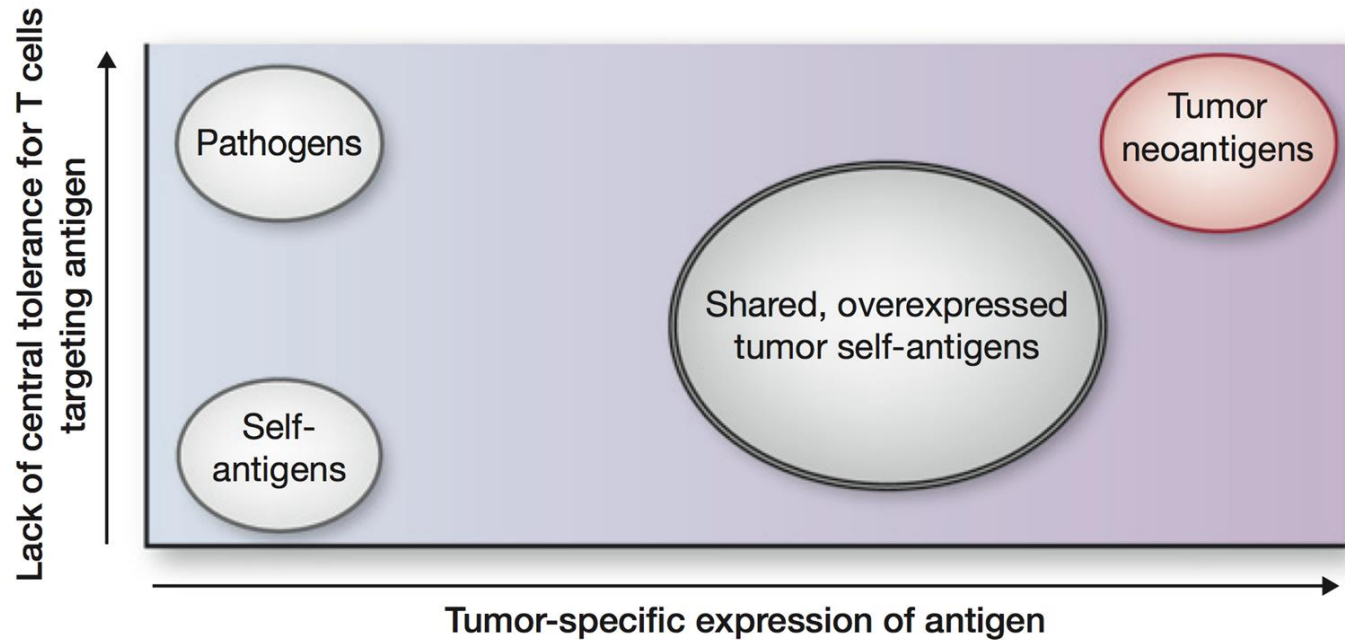 Lack of central tolerance for T cells
targeting antigen
Pathogens
Tumor
neoantigens
Shared, overexpressed
tumor self-antigens
Self-
antigens
Tumor-specific expression of antigen